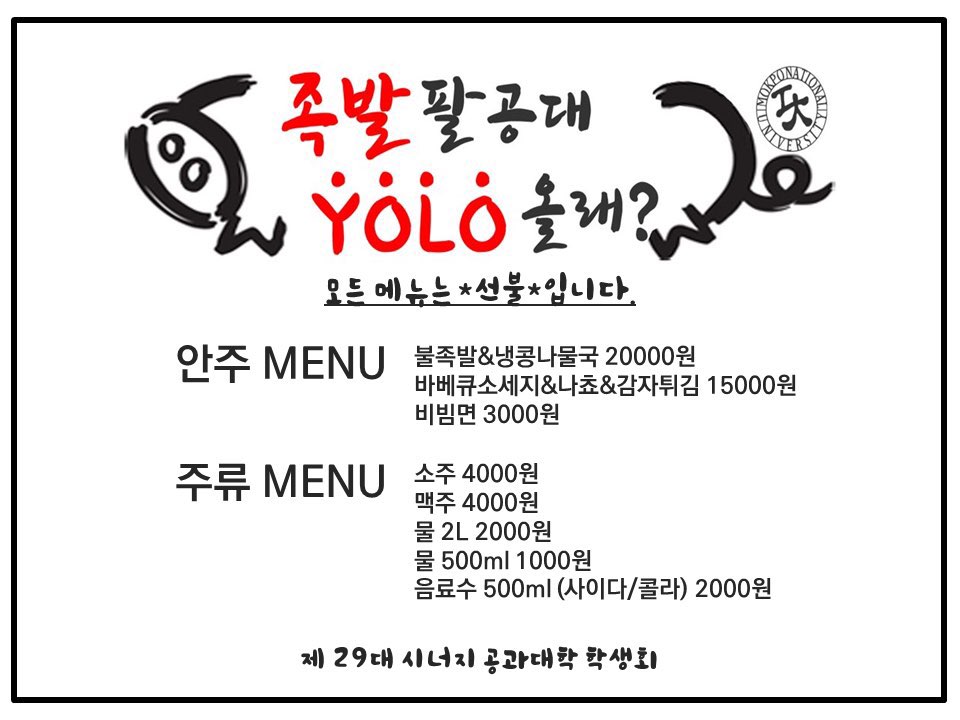 족발팔공대
YOLO 올래?
MOKPO NATIONAL UNIVERSITY
모든 메뉴는 *선불*입니다.
안주 MENU
불족발&냉콩나물국 20000원
바베큐소세지&나쵸&감자튀김 15000원
비빔면 3000원
주류 MENU
소주 4000원
맥주 4000원
물 2L 2000원
물 500ml 1000원
음료수 500ml (사이다/콜라) 2000원
제 29대 시너지 공과대학 학생회